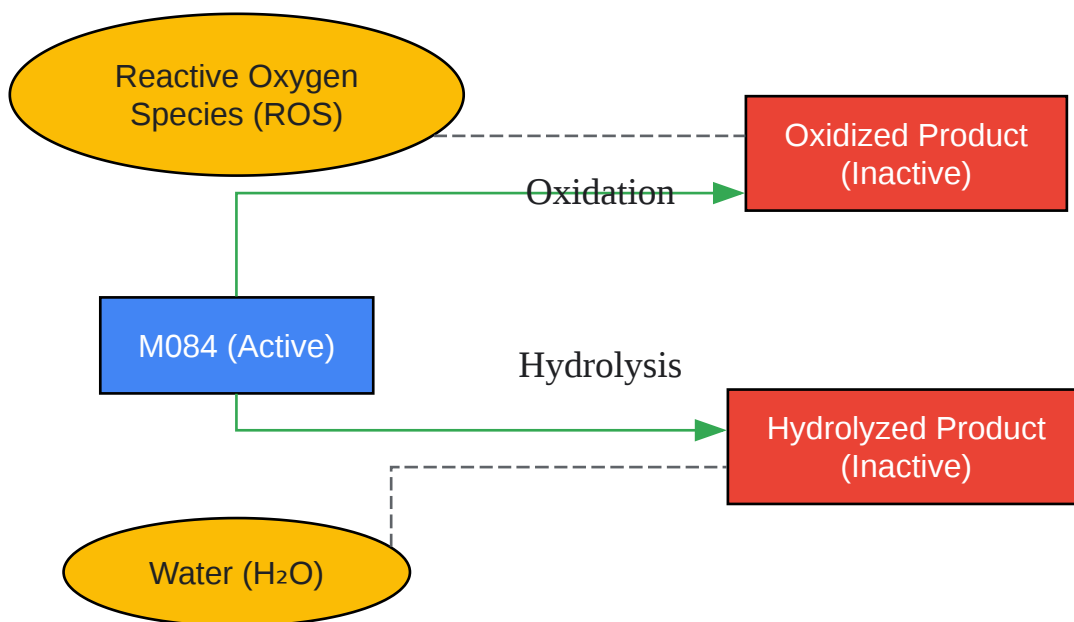 Reactive Oxygen
Species (ROS)
Oxidized Product
(Inactive)
Oxidation
M084 (Active)
Hydrolysis
Hydrolyzed Product
(Inactive)
Water (H₂O)